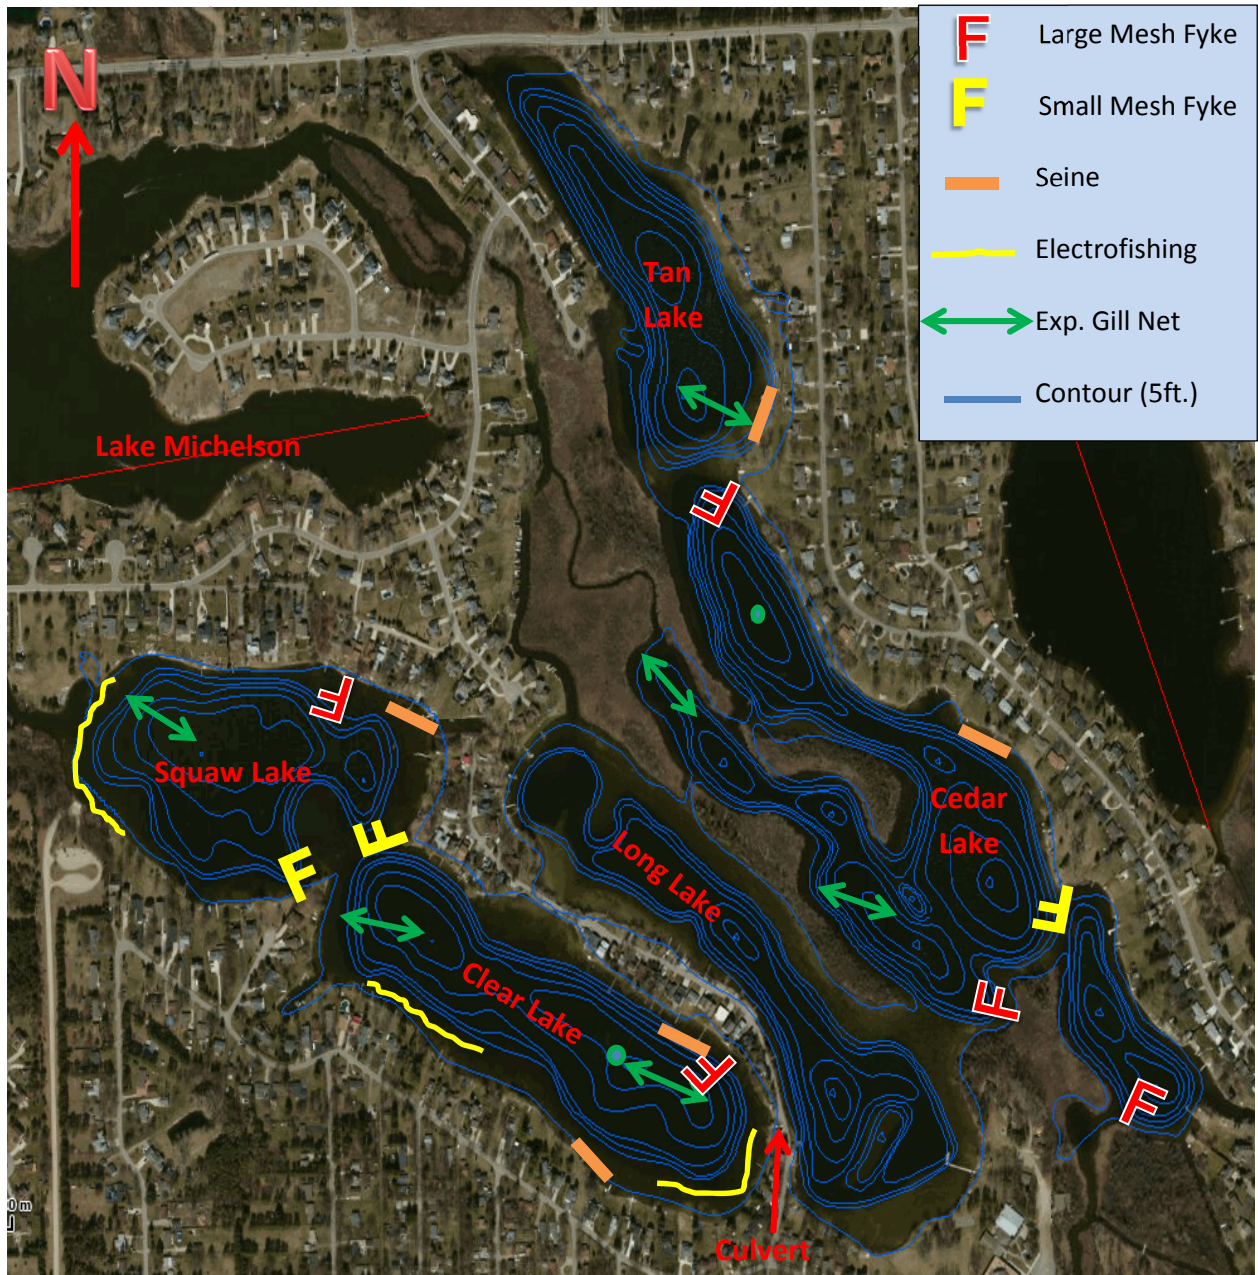 N
F Large Mesh Fyke
F Small Mesh Fyke
Seine
Electrofishing
Exp. Gill Net
Contour (5ft.)
Tan
Lake
Lake Michelson
F
F
Squaw Lake
Cedar
Lake
Long Lake
F
F
F
Clear Lake
F
F
F
Culvert
0 m